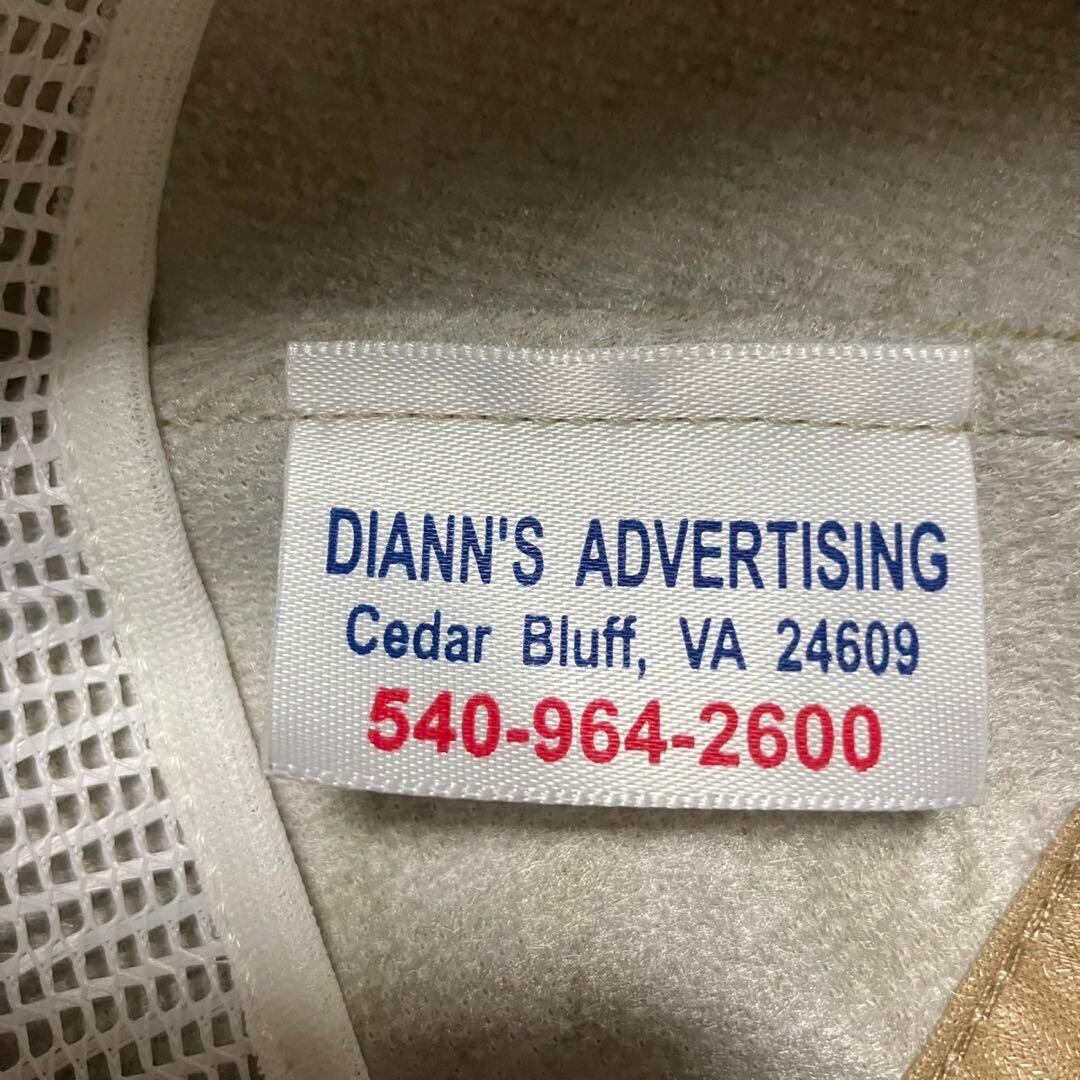 DIANN'S ADVERTISING
Cedar Bluff, VA 24609
540-964-2600